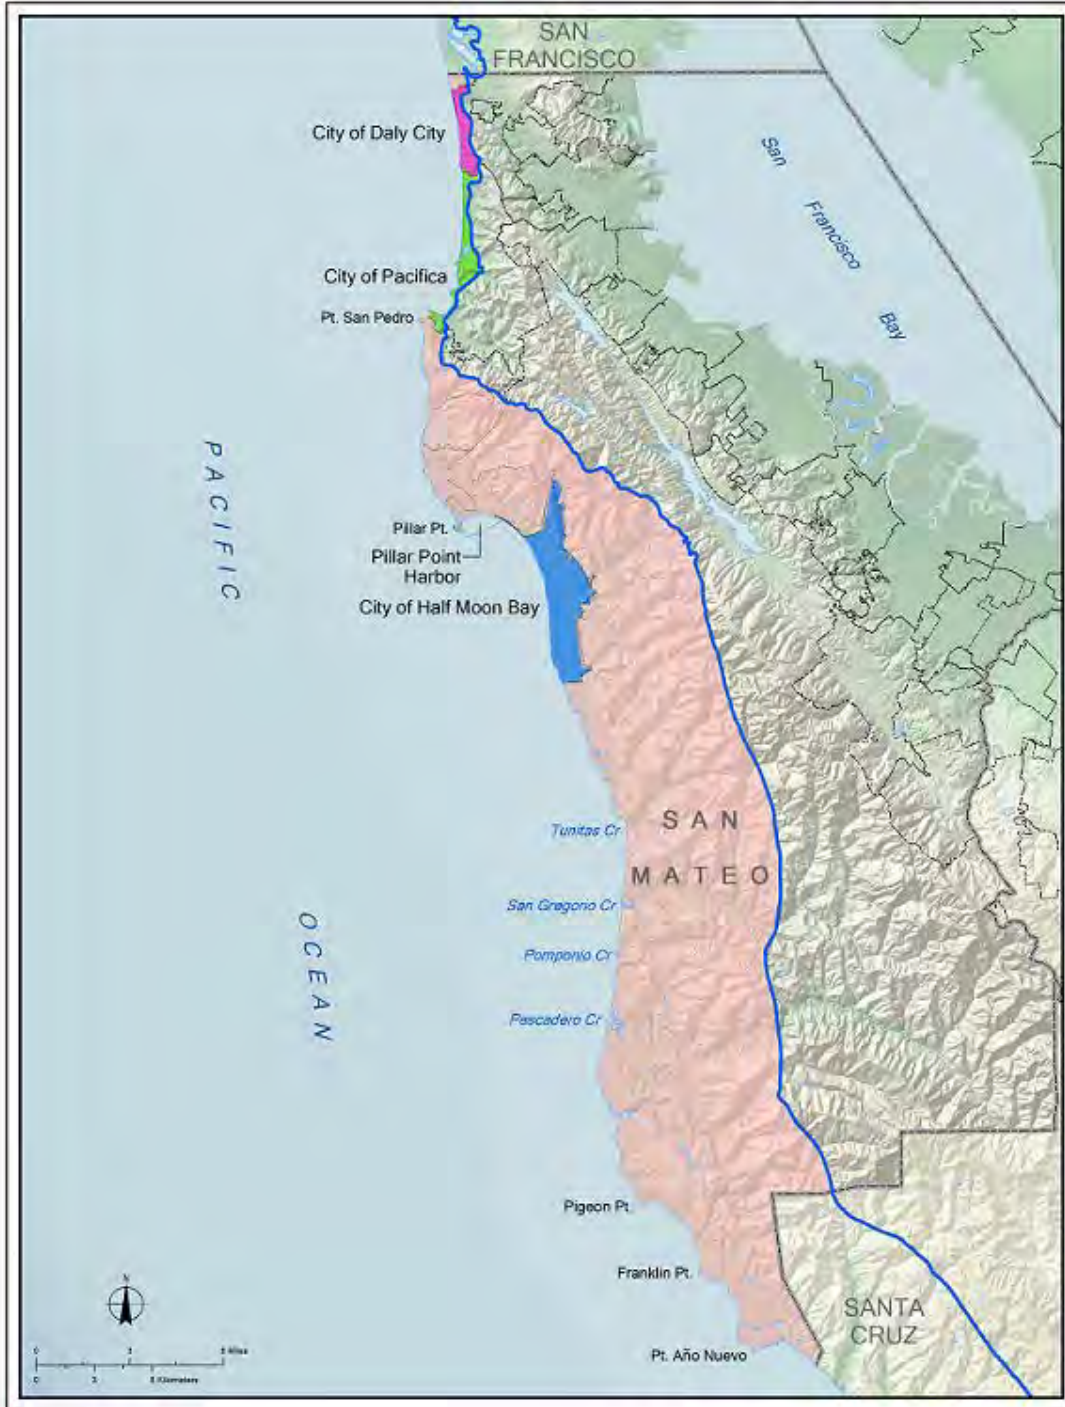 SAN
FRANCISCO
City of Daly City
San
Francisco
Bay
City of Pacifica
Pt. San Pedro
PACIFIC
Pillar Pt.
Pillar Point
Harbor
City of Half Moon Bay
SAN
Tunitas Cr
MATEO
San Gregorio Cr
OCEAN
Pomponio Cr
Pescadero Cr
Pigeon Pt.
Franklin Pt.
N
SANTA
CRUZ
Pt. Año Nuevo
Miles
Kilometers